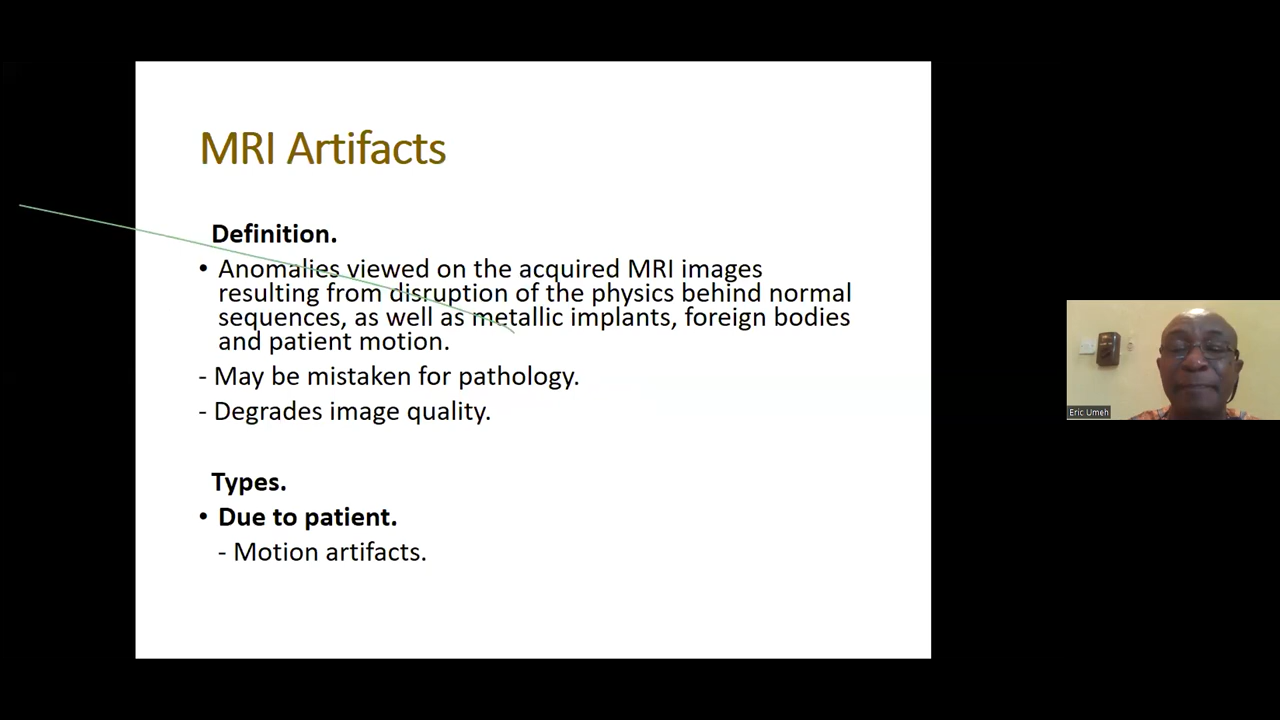 MRI Artifacts
Definition.
• Anomalies viewed on the acquired MRI images
resulting from disruption of the physics behind normal
sequences, as well as metallic implants, foreign bodies
and patient motion.
- May be mistaken for pathology.
- Degrades image quality.
Types.
• Due to patient.
- Motion artifacts.
Eric Umeh